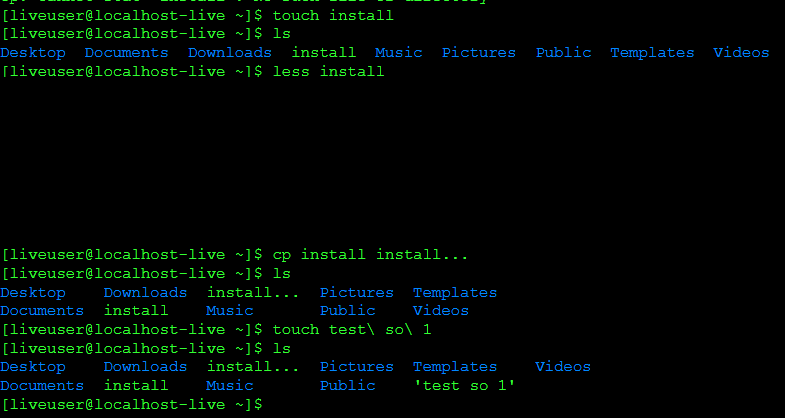 [liveuser@localhost-live ~]$ touch install
[liveuser@localhost-live ~]$ ls
Desktop  Documents  Downloads  install  Music  Pictures  Public  Templates  Videos
[liveuser@localhost-live ~]$ less install
[liveuser@localhost-live ~]$ cp install install...
[liveuser@localhost-live ~]$ ls
Desktop    Downloads  install...  Pictures  Templates
Documents  install    Music       Public    Videos
[liveuser@localhost-live ~]$ touch test\ so\ 1
[liveuser@localhost-live ~]$ ls
Desktop    Downloads  install...  Pictures  Templates    Videos
Documents  install    Music       Public    'test so 1'
[liveuser@localhost-live ~]$